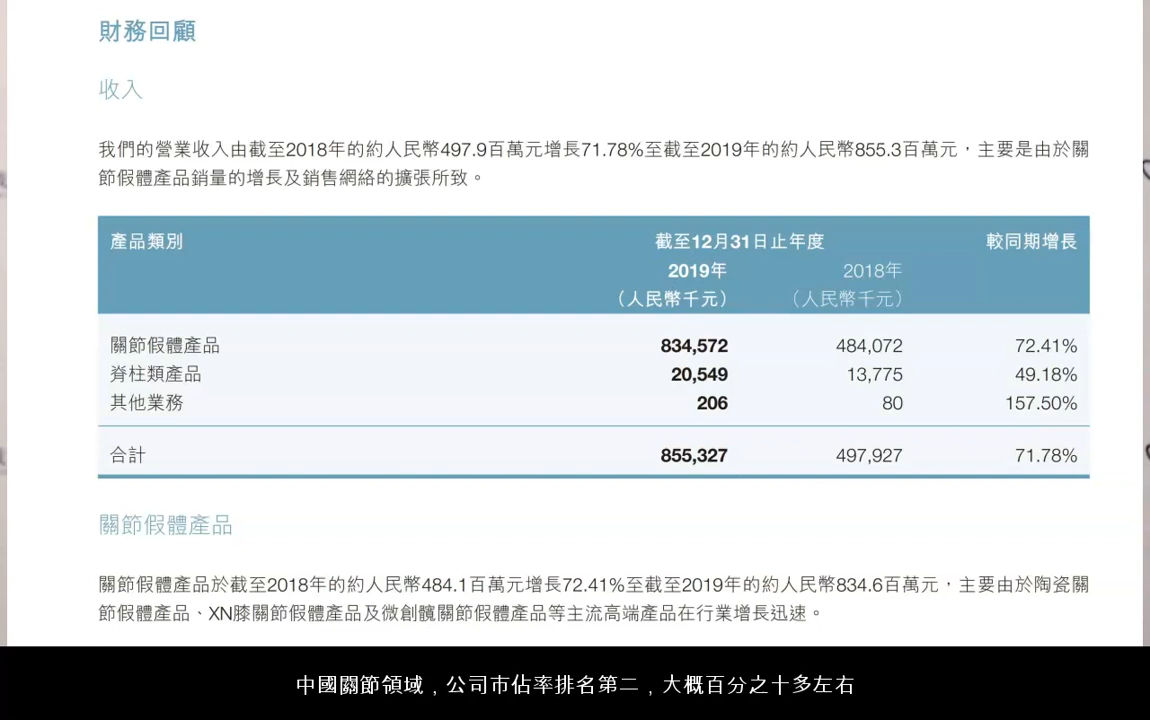 財務回顧
收入
我們的營業收入由截至2018年的約人民幣497.9百萬元增長71.78%至截至2019年的約人民幣855.3百萬元，主要是由於關
節假體產品銷量的增長及銷售網絡的擴張所致。
產品類別 截至12月31日止年度 較同期增長
2019年 2018年
（人民幣千元） （人民幣千元）
關節假體產品 834,572 484,072 72.41%
脊柱類產品 20,549 13,775 49.18%
其他業務 206 80 157.50%
合計 855,327 497,927 71.78%
關節假體產品
關節假體產品於截至2018年的約人民幣484.1百萬元增長72.41%至截至2019年的約人民幣834.6百萬元，主要由於陶瓷關
節假體產品、XN膝關節假體產品及微創髖關節假體產品等主流高端產品在行業增長迅速。
中國關節領域，公司市佔率排名第二，大概百分之十多左右